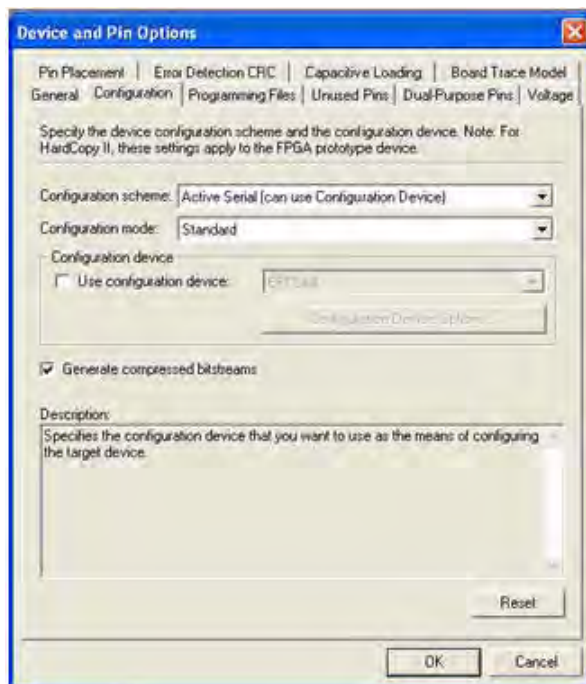 Device and Pin Options
Pin Placement | Error Detection CRC | Capacitive Loading | Board Trace Model
General | Configuration | Programming Files | Unused Pins | Dual-Purpose Pins | Voltage
Specify the device configuration scheme and the configuration device. Note: For
HardCopy II, these settings apply to the FPGA prototype device.
Configuration scheme: Active Serial (can use Configuration Device)
Configuration mode: Standard
Configuration device
Use configuration device:
Configuration Device Options...
Generate compressed bitstreams
Description:
Specifies the configuration device that you want to use as the means of configuring
the target device.
Reset
OK Cancel